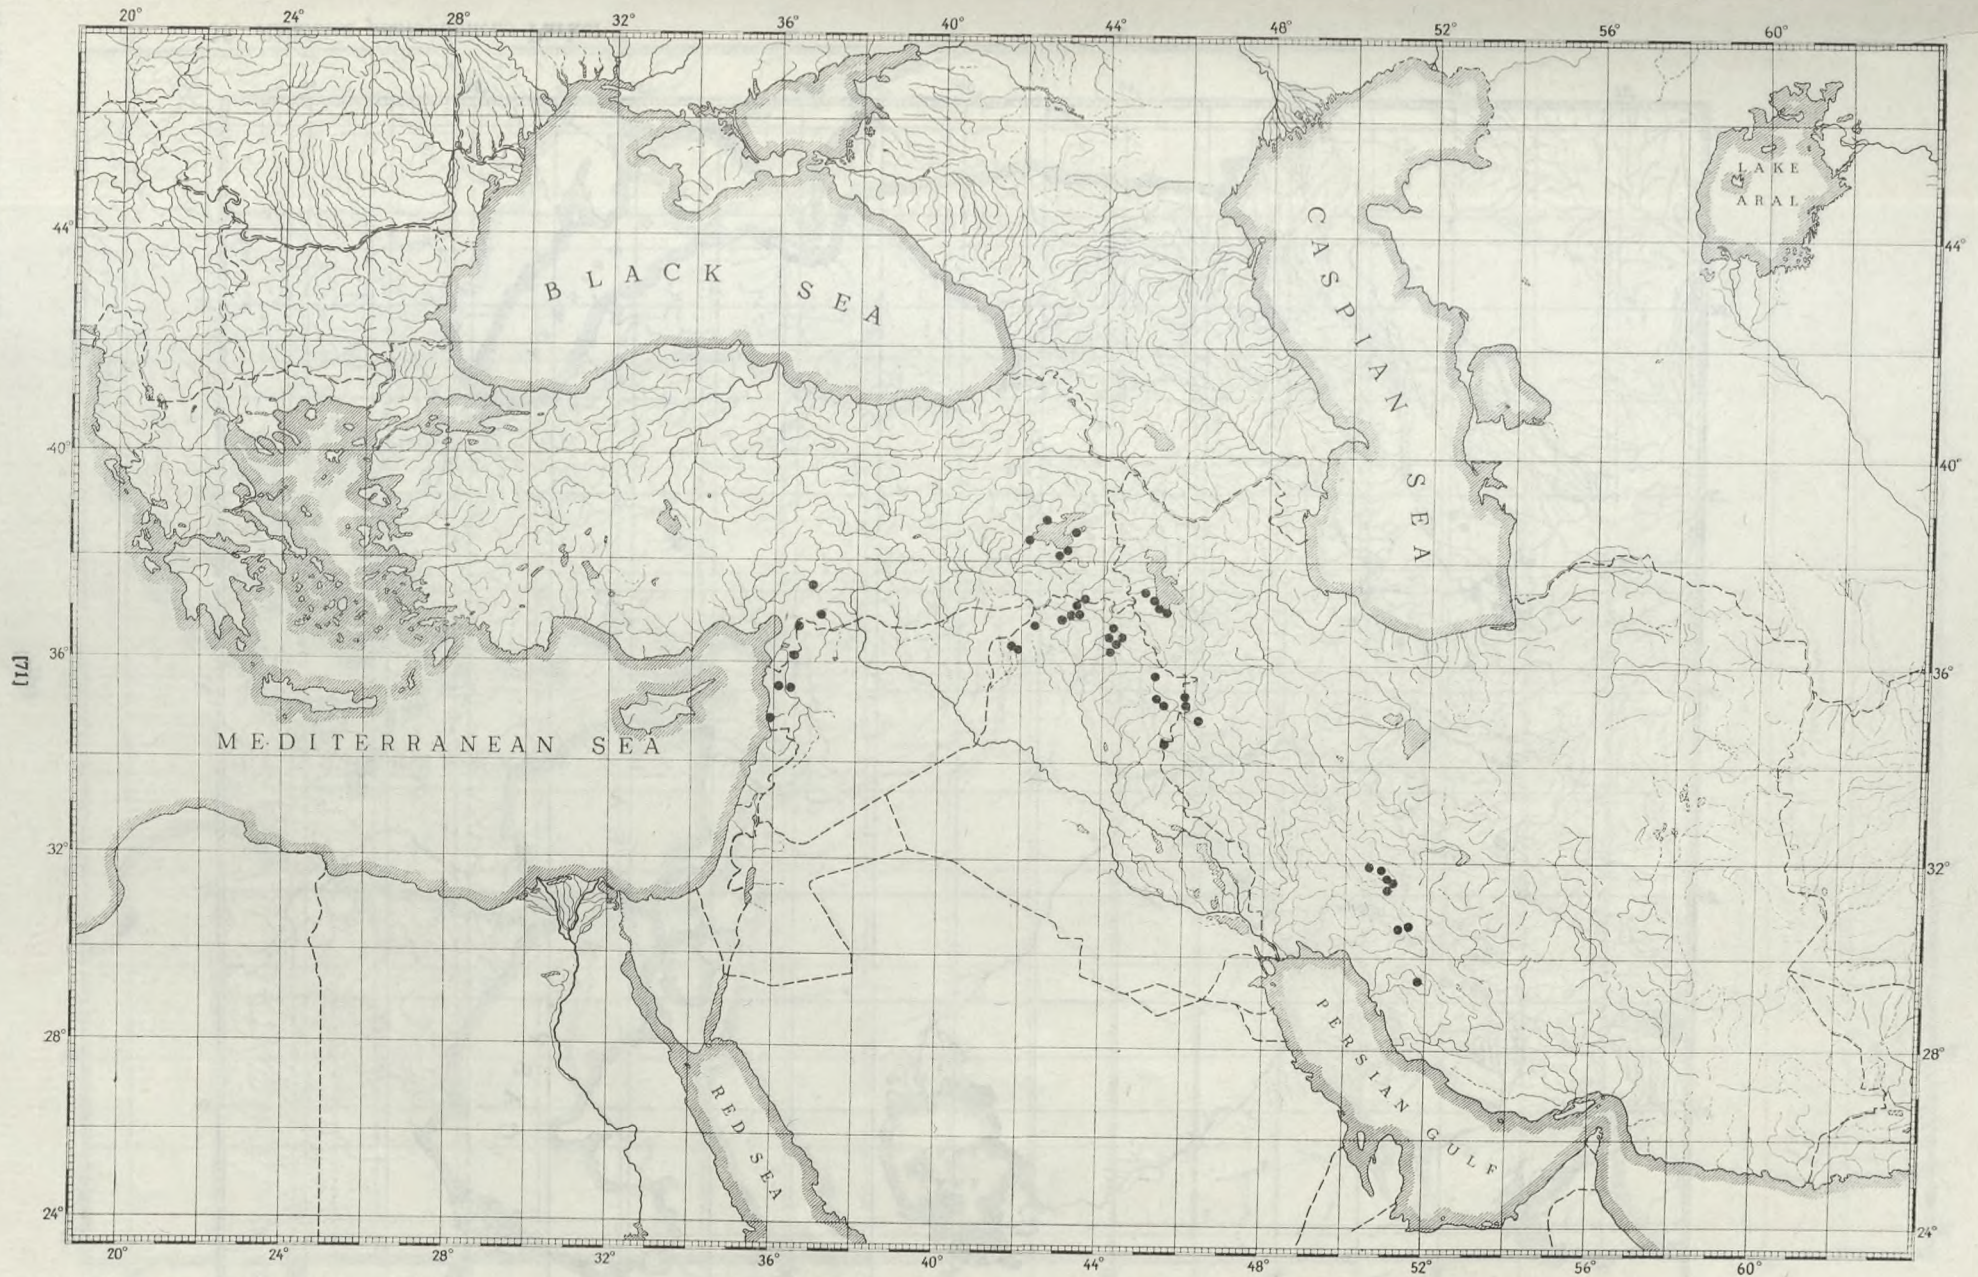 20° 24° 28° 32° 36° 40° 44° 48° 52° 56° 60°
LAKE
ARAL
44° 44°
CASPIAN SEA
BLACK SEA
40° 40°
36° 36°
[71]
MEDITERRANEAN SEA
32° 32°
PERSIAN GULF
28° 28°
RED SEA
24° 24°
20° 24° 28° 32° 36° 40° 44° 48° 52° 56° 60°